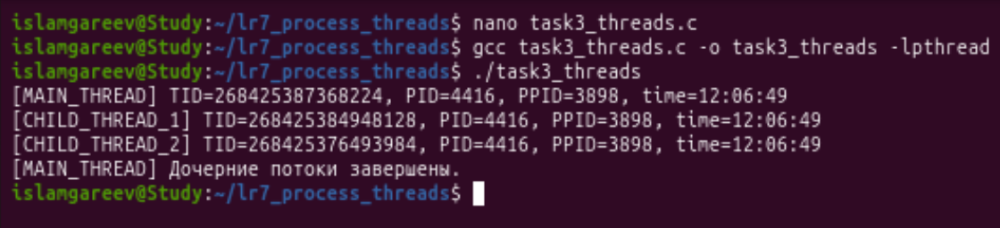 islamgareev@Study:~/lr7_process_threads$ nano task3_threads.c
islamgareev@Study:~/lr7_process_threads$ gcc task3_threads.c -o task3_threads -lpthread
islamgareev@Study:~/lr7_process_threads$ ./task3_threads
[MAIN_THREAD] TID=268425387368224, PID=4416, PPID=3898, time=12:06:49
[CHILD_THREAD_1] TID=268425384948128, PID=4416, PPID=3898, time=12:06:49
[CHILD_THREAD_2] TID=268425376493984, PID=4416, PPID=3898, time=12:06:49
[MAIN_THREAD] Дочерние потоки завершены.
islamgareev@Study:~/lr7_process_threads$